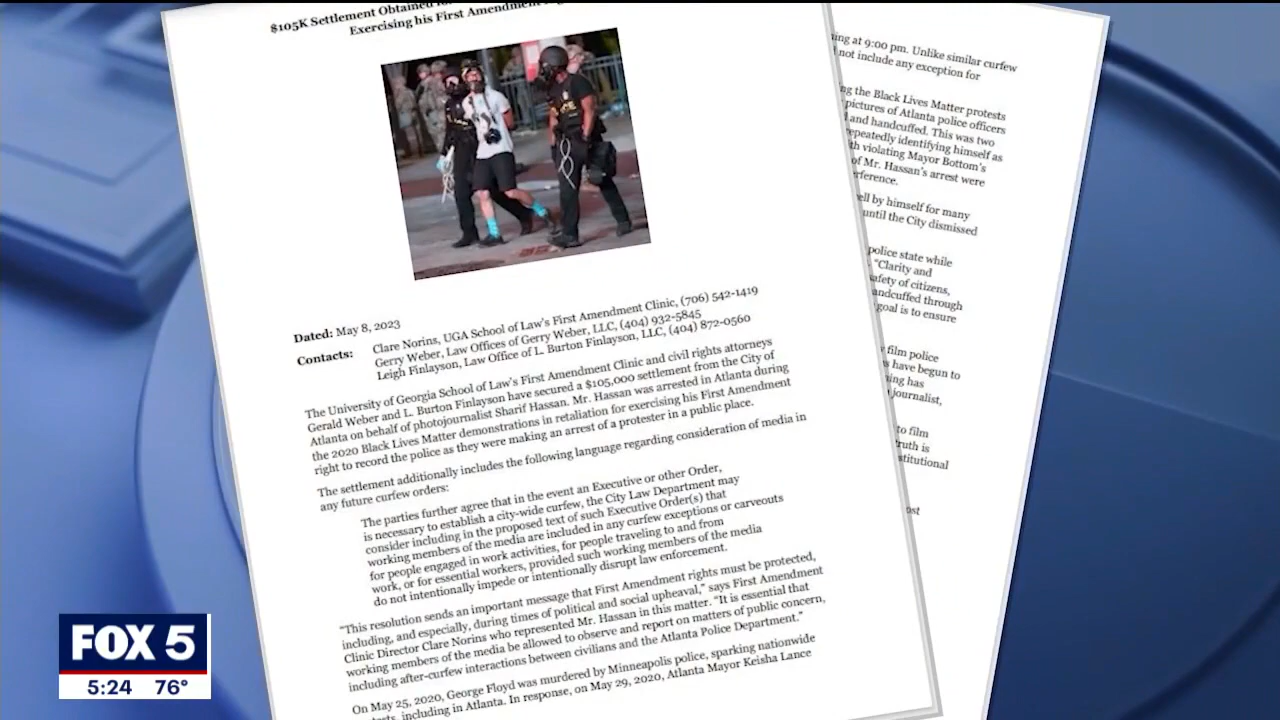 $105K Settlement Obtained
Exercising his First Amendment
Dated: May 8, 2023
Contacts: Clare Norins, UGA School of Law's First Amendment Clinic, (706) 542-1419
Gerry Weber, Law Offices of Gerry Weber, LLC, (404) 932-5845
Leigh Finlayson, Law Office of L. Burton Finlayson, LLC, (404) 872-0560
The University of Georgia School of Law's First Amendment Clinic and civil rights attorneys
Gerald Weber and L. Burton Finlayson have secured a $105,000 settlement from the City of
Atlanta on behalf of photojournalist Sharif Hassan. Mr. Hassan was arrested in Atlanta during
the 2020 Black Lives Matter demonstrations in retaliation for exercising his First Amendment
right to record the police as they were making an arrest of a protester in a public place.
The settlement additionally includes the following language regarding consideration of media in
any future curfew orders:
The parties further agree that in the event an Executive or other Order,
is necessary to establish a city-wide curfew, the City Law Department may
consider including in the proposed text of such Executive Order(s) that
working members of the media are included in any curfew exceptions or carveouts
for people engaged in work activities, for people traveling to and from
work, or for essential workers, provided such working members of the media
do not intentionally impede or intentionally disrupt law enforcement.
"This resolution sends an important message that First Amendment rights must be protected,
including, and especially, during times of political and social upheaval," says First Amendment
Clinic Director Clare Norins who represented Mr. Hassan in this matter. "It is essential that
working members of the media be allowed to observe and report on matters of public concern,
including after-curfew interactions between civilians and the Atlanta Police Department."
On May 25, 2020, George Floyd was murdered by Minneapolis police, sparking nationwide
including in Atlanta. In response, on May 29, 2020, Atlanta Mayor Keisha Lance
at 9:00 pm. Unlike similar curfew
not include any exception for
the Black Lives Matter protests
pictures of Atlanta police officers
and handcuffed. This was two
repeatedly identifying himself as
violating Mayor Bottom's
of Mr. Hassan's arrest were
by himself for many
until the City dismissed
police state while
"Clarity and
safety of citizens,
through
goal is to ensure
film police
have begun to
has
journalist,
to film
truth is
FOX 5
5:24 76°